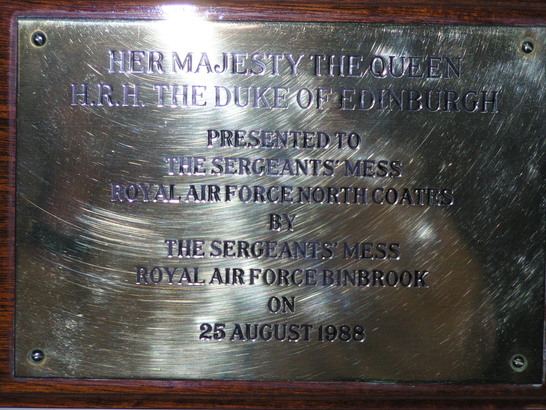 HER MAJESTY THE QUEEN
H.R.H. THE DUKE OF EDINBURGH
PRESENTED TO
THE SERGEANTS' MESS
ROYAL AIR FORCE NORTH COATES
BY
THE SERGEANTS' MESS
ROYAL AIR FORCE BINBROOK
ON
25 AUGUST 1988